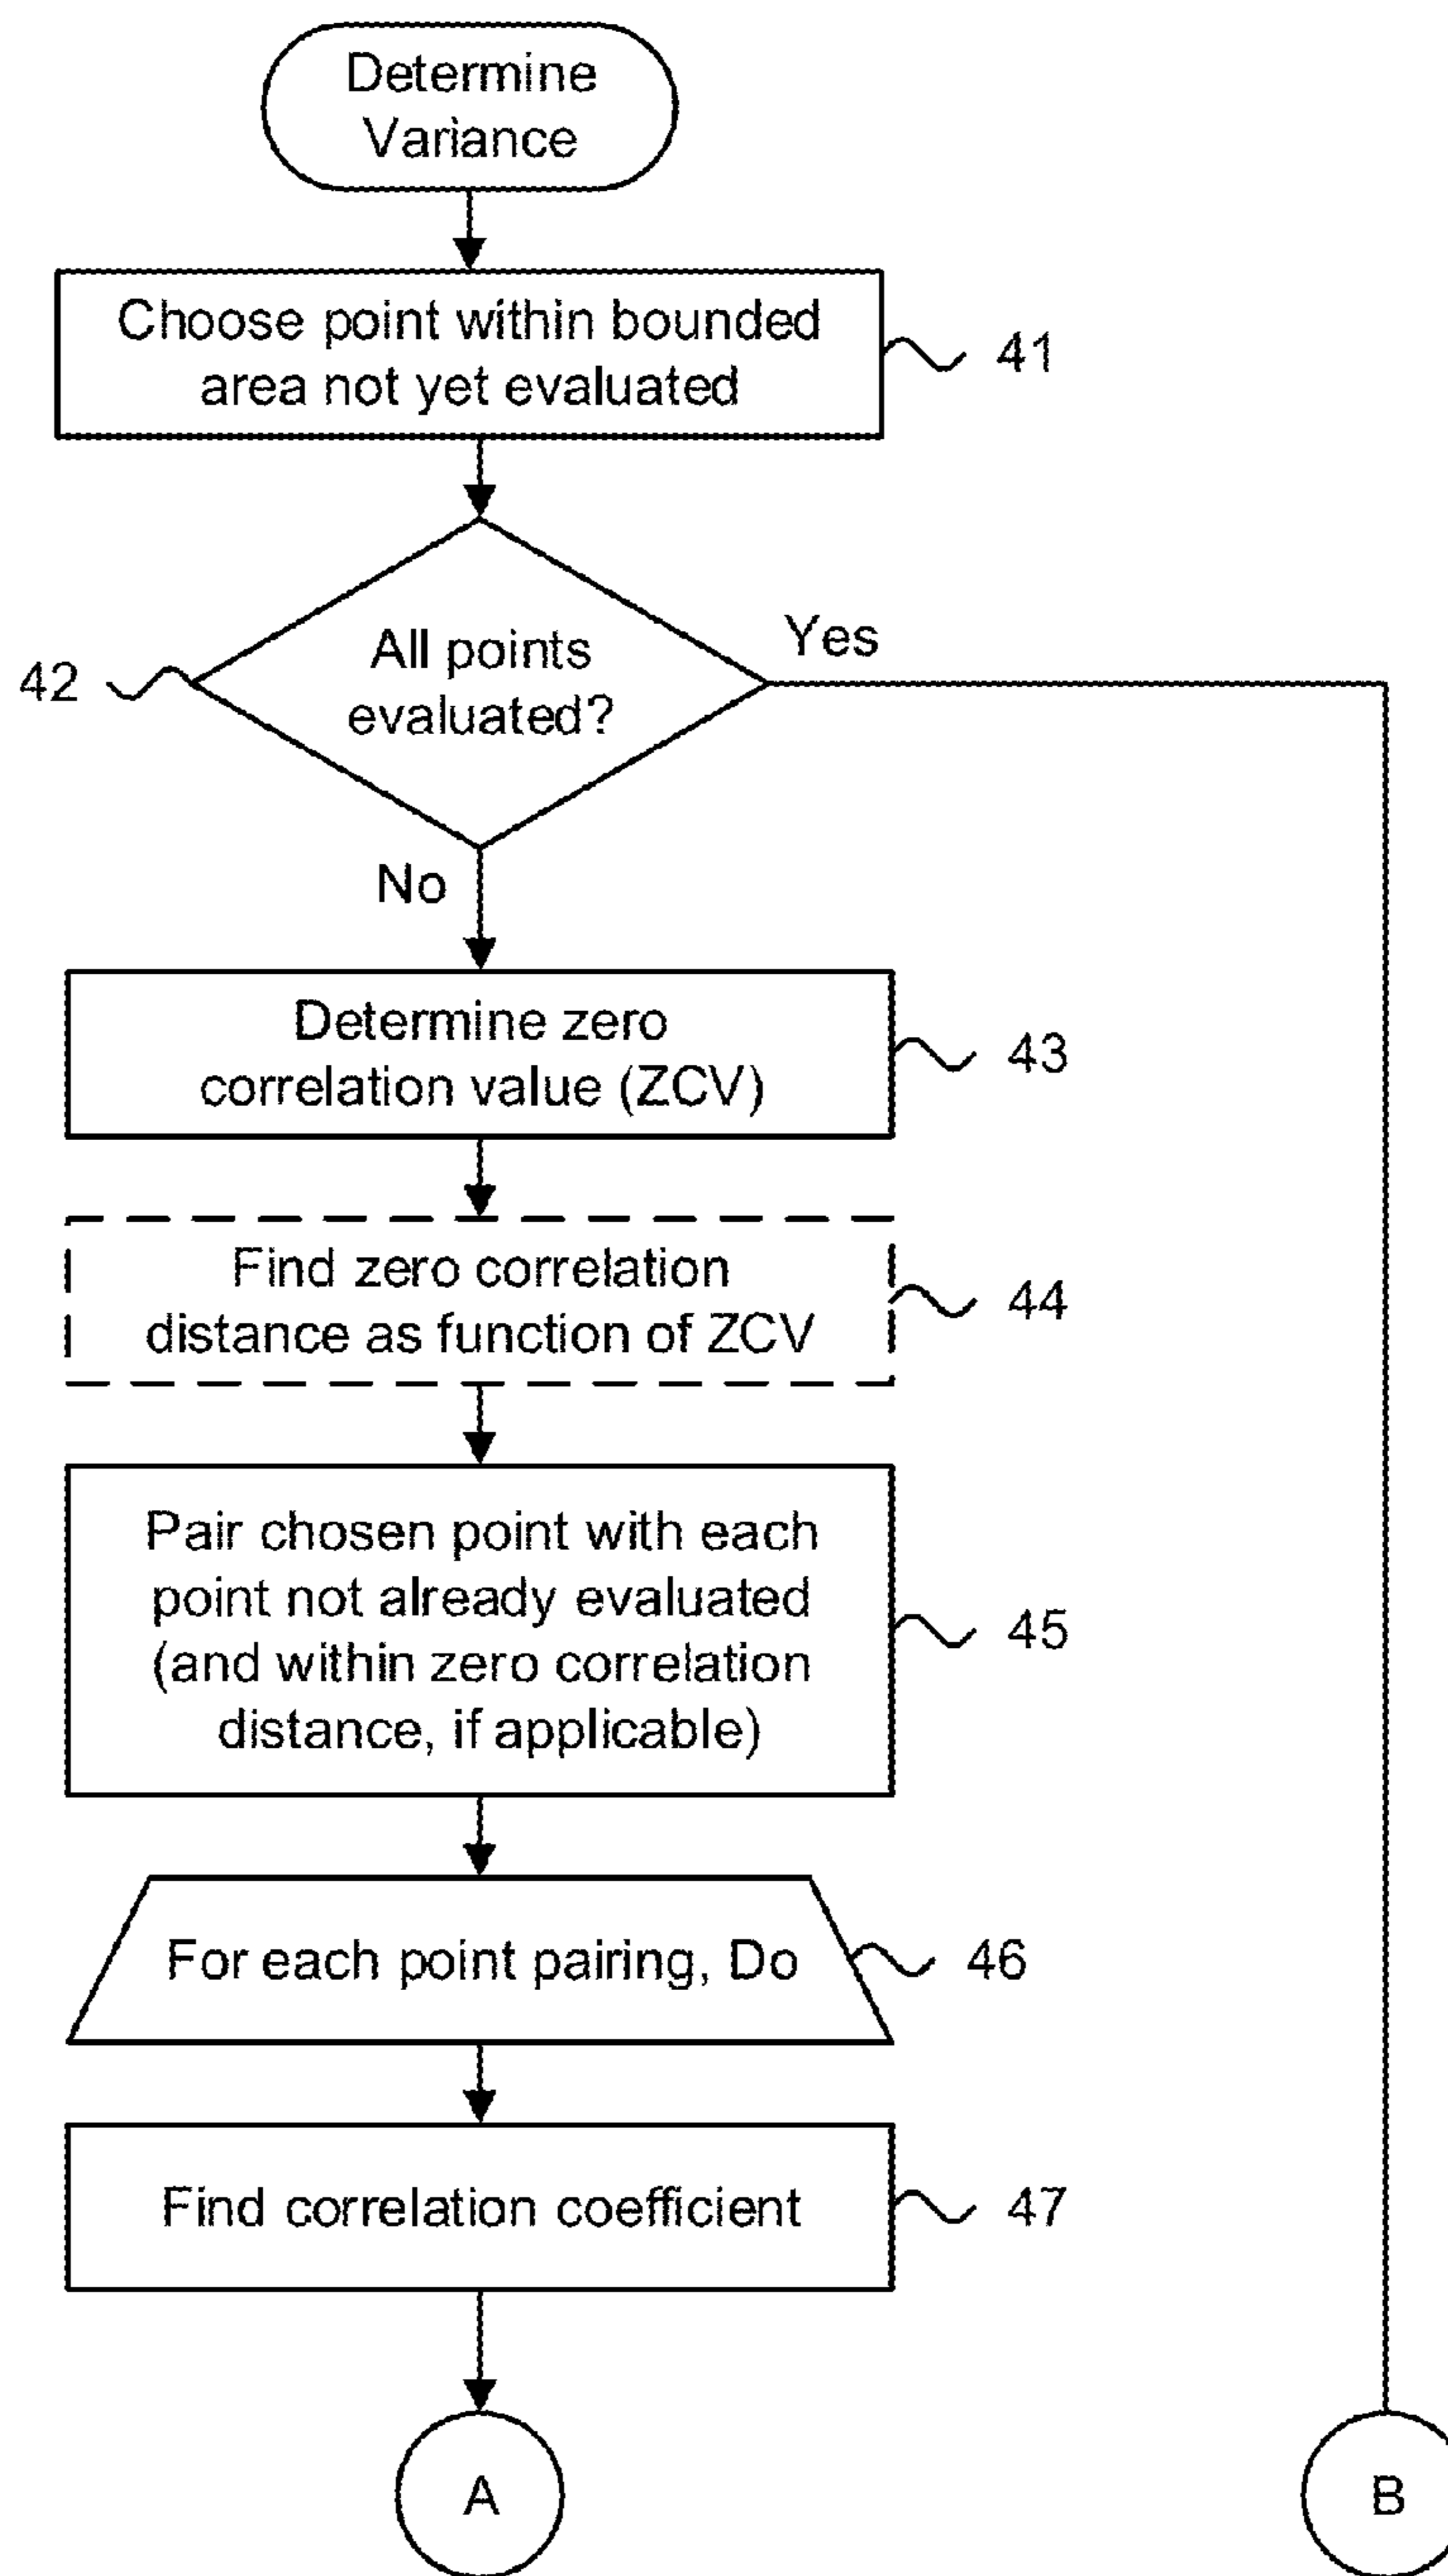 Determine
Variance
Choose point within bounded
area not yet evaluated
41
All points
evaluated?
Yes
42
No
Determine zero
correlation value (ZCV)
43
Find zero correlation
distance as function of ZCV
44
Pair chosen point with each
point not already evaluated
(and within zero correlation
distance, if applicable)
45
For each point pairing, Do
46
Find correlation coefficient
47
A
B